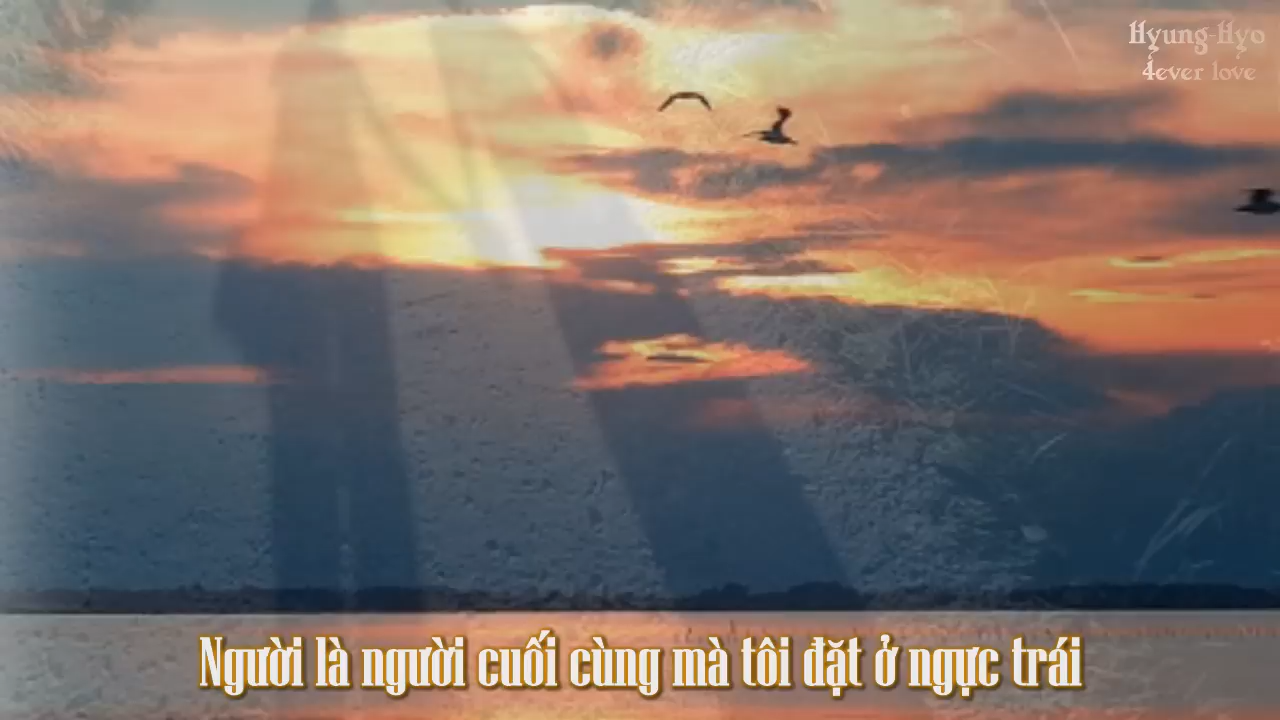 Hyung-Hyo
4ever love
Người là người cuối cùng mà tôi đặt ở ngực trái